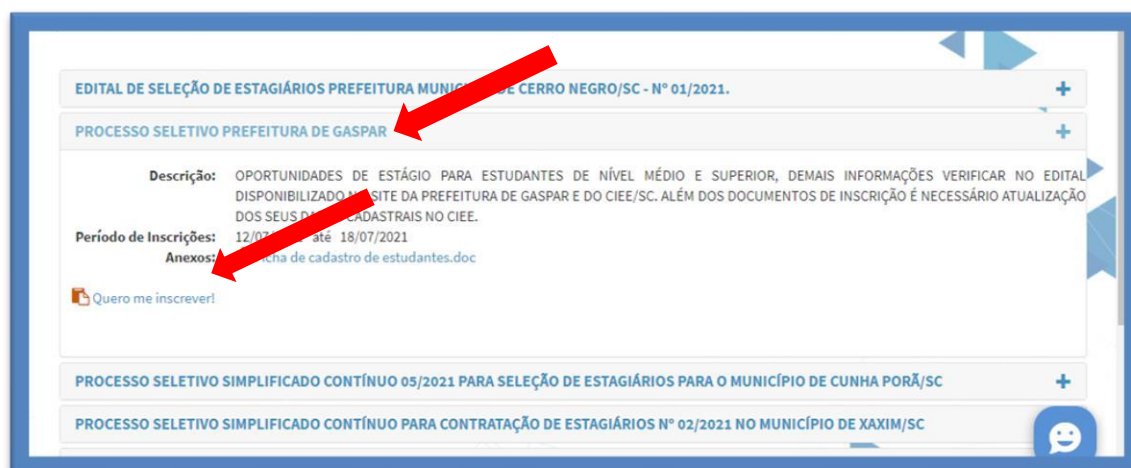 EDITAL DE SELEÇÃO DE ESTAGIÁRIOS PREFEITURA DE CERRO NEGRO/SC - Nº 01/2021.
PROCESSO SELETIVO PREFEITURA DE GASPAR
Descrição: OPORTUNIDADES DE ESTÁGIO PARA ESTUDANTES DE NÍVEL MÉDIO E SUPERIOR, DEMAIS INFORMAÇÕES VERIFICAR NO EDITAL
DISPONIBILIZADO SITE DA PREFEITURA DE GASPAR E DO CIEE/SC. ALÉM DOS DOCUMENTOS DE INSCRIÇÃO É NECESSÁRIO ATUALIZAÇÃO
DOS SEUS CADASTRAIS NO CIEE.
Período de Inscrições: até 18/07/2021
Anexos: de cadastro de estudantes.doc
Quero me inscrever!
PROCESSO SELETIVO SIMPLIFICADO CONTÍNUO 05/2021 PARA SELEÇÃO DE ESTAGIÁRIOS PARA O MUNICÍPIO DE CUNHA PORÃ/SC
PROCESSO SELETIVO SIMPLIFICADO CONTÍNUO PARA CONTRATAÇÃO DE ESTAGIÁRIOS Nº 02/2021 NO MUNICÍPIO DE XAXIM/SC